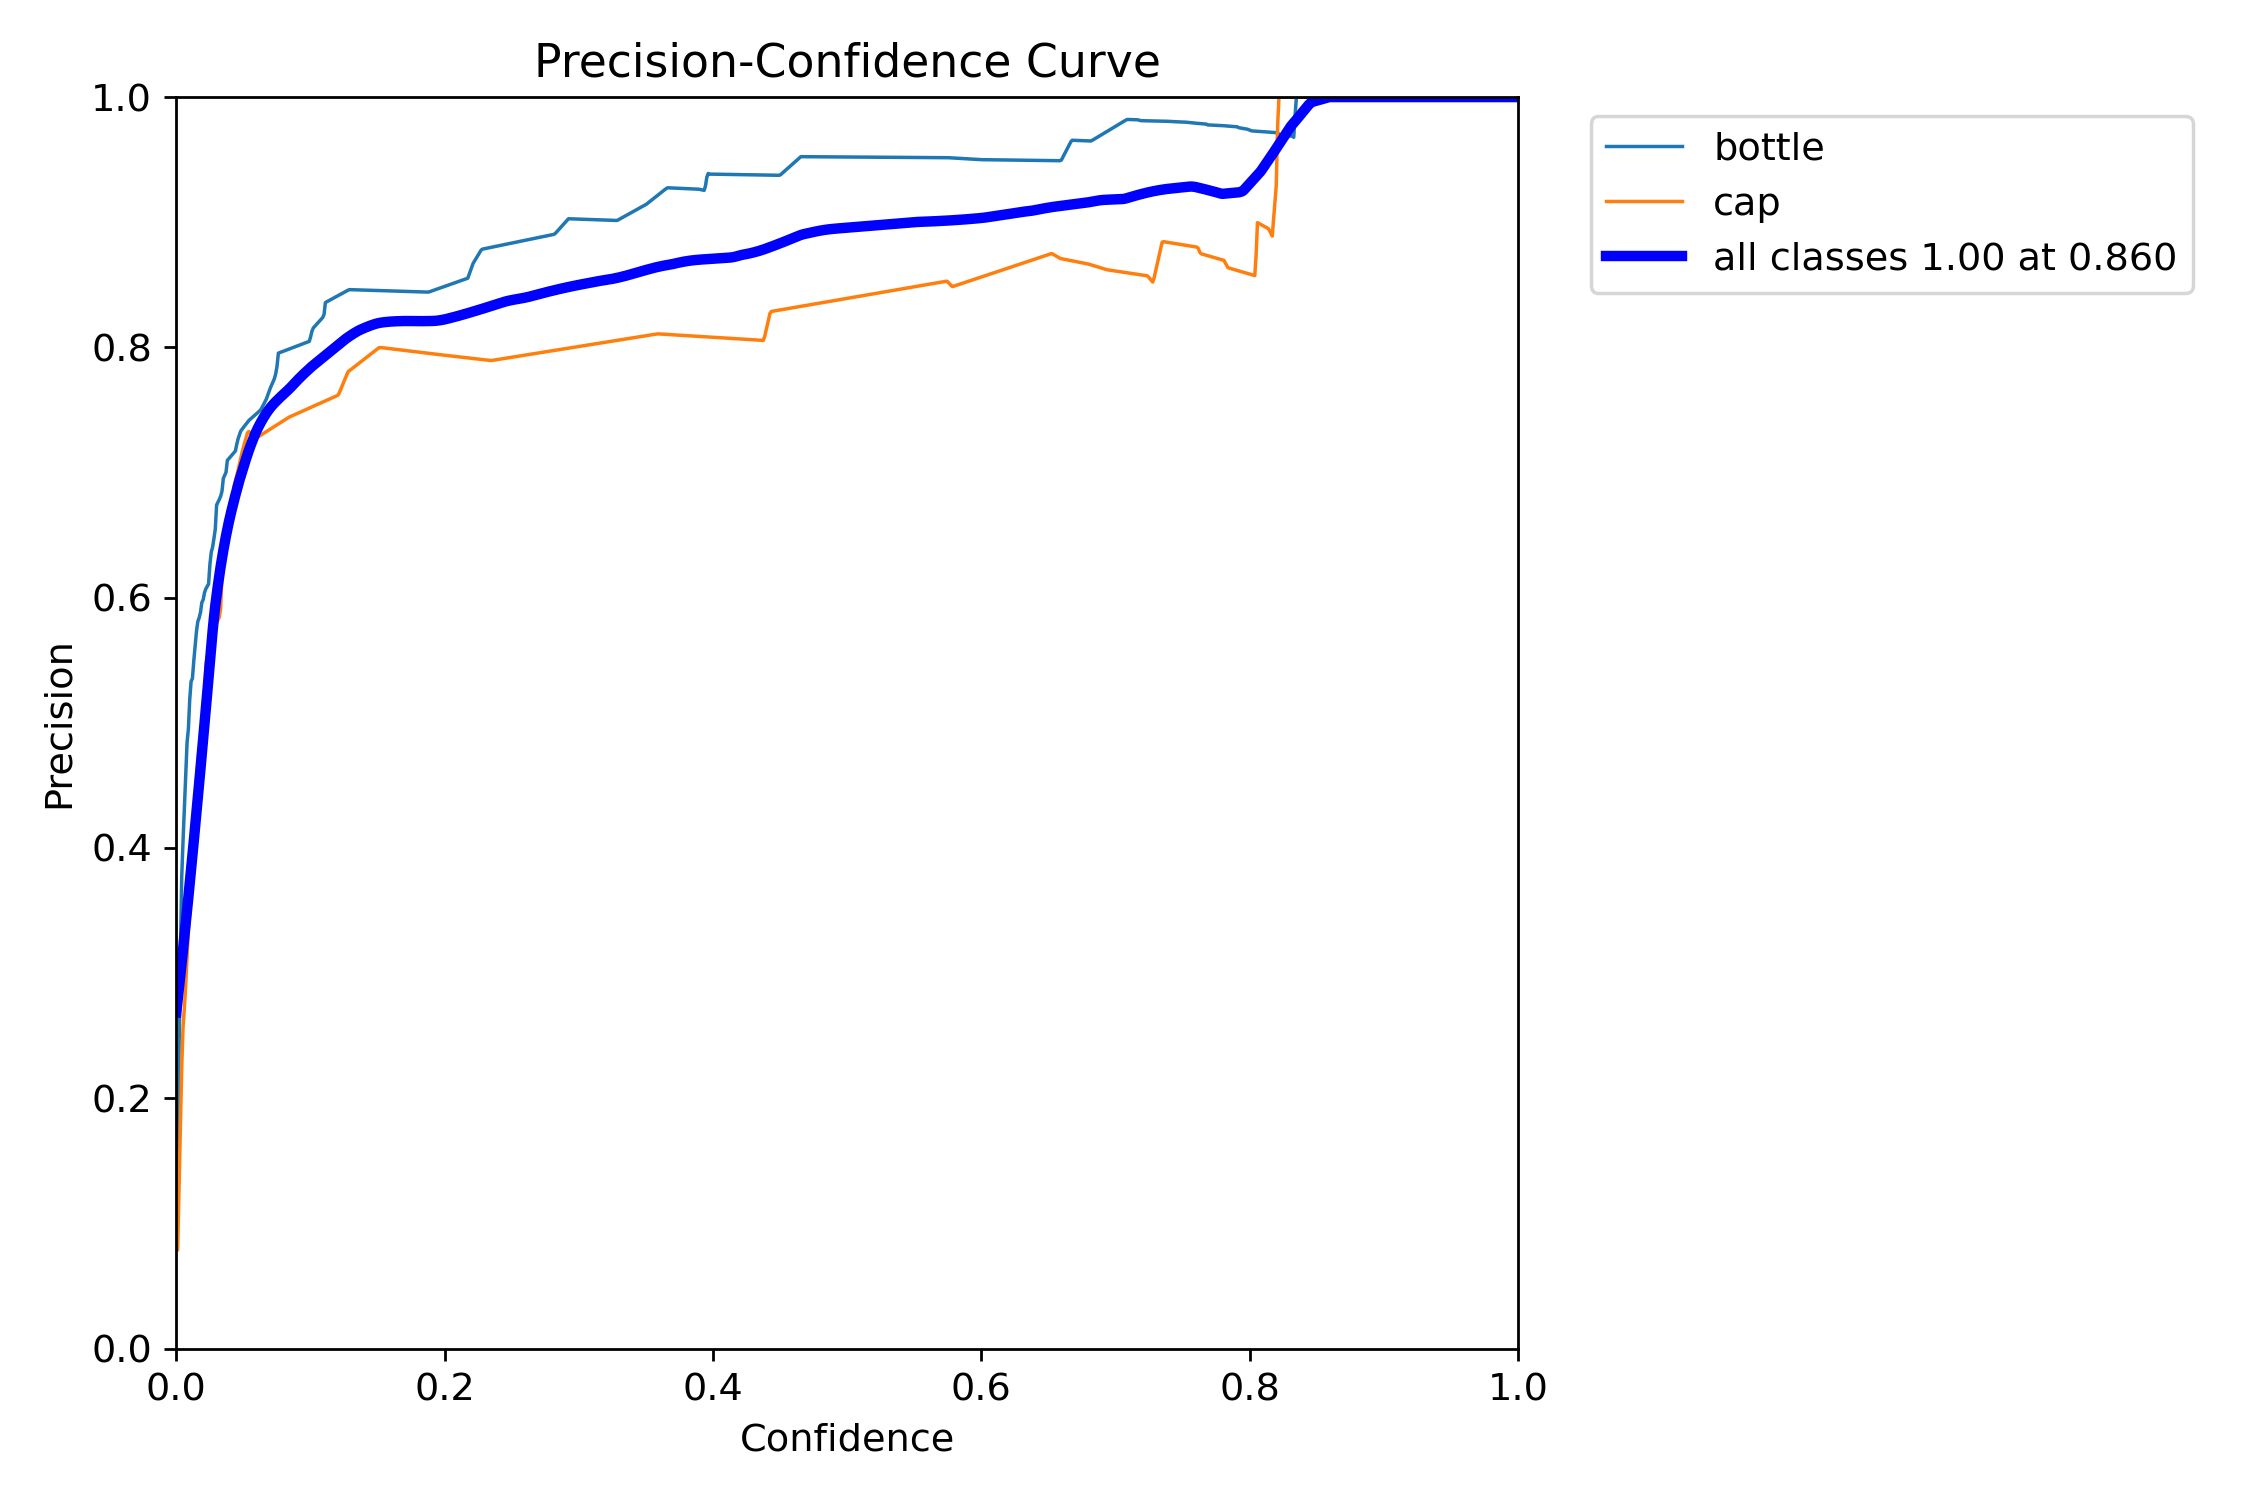 Precision-Confidence Curve
1.0
0.8
0.6
0.4
0.2
0.0
Precision
0.0 0.2 0.4 0.6 0.8 1.0
Confidence
bottle
cap
all classes 1.00 at 0.860